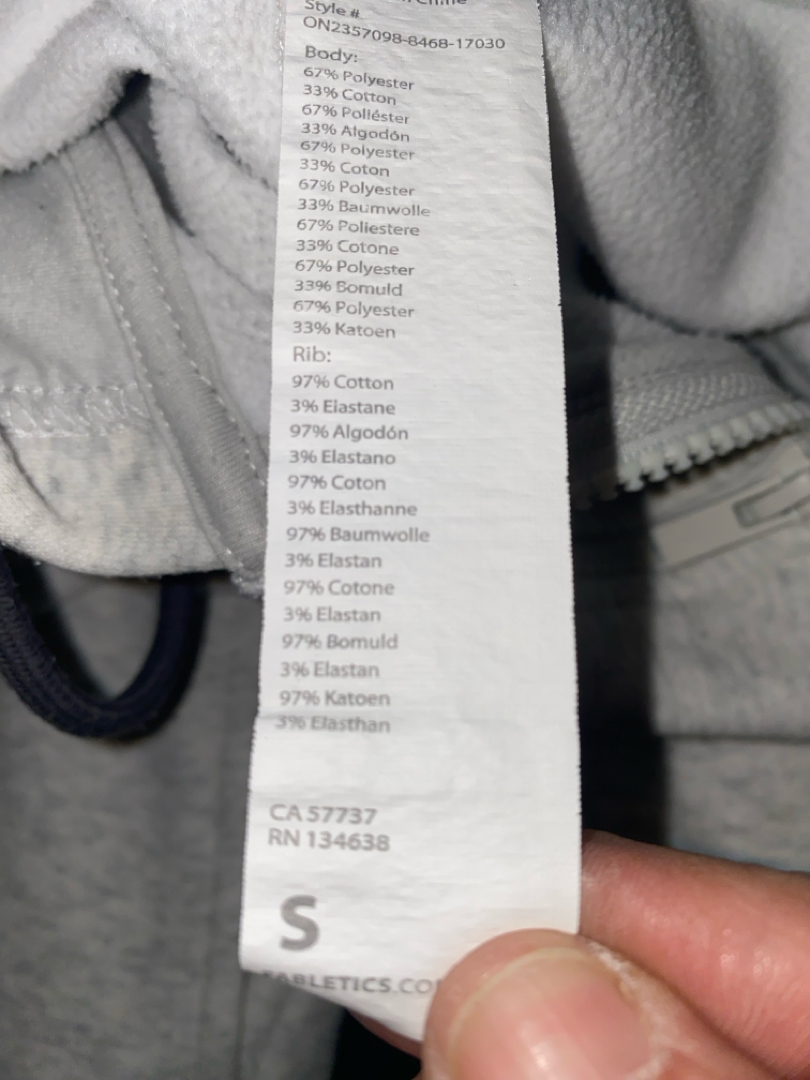 Style #
ON2357098-8468-17030
Body:
67% Polyester
33% Cotton
67% Poliéster
33% Algodón
67% Polyester
33% Coton
67% Polyester
33% Baumwolle
67% Poliestere
33% Cotone
67% Polyester
33% Bomuld
67% Polyester
33% Katoen
Rib:
97% Cotton
3% Elastane
97% Algodón
3% Elastano
97% Coton
3% Elasthanne
97% Baumwolle
3% Elastan
97% Cotone
3% Elastan
97% Bomuld
3% Elastan
97% Katoen
3% Elasthan
CA 57737
RN 134638
S
ABLETICS.CO